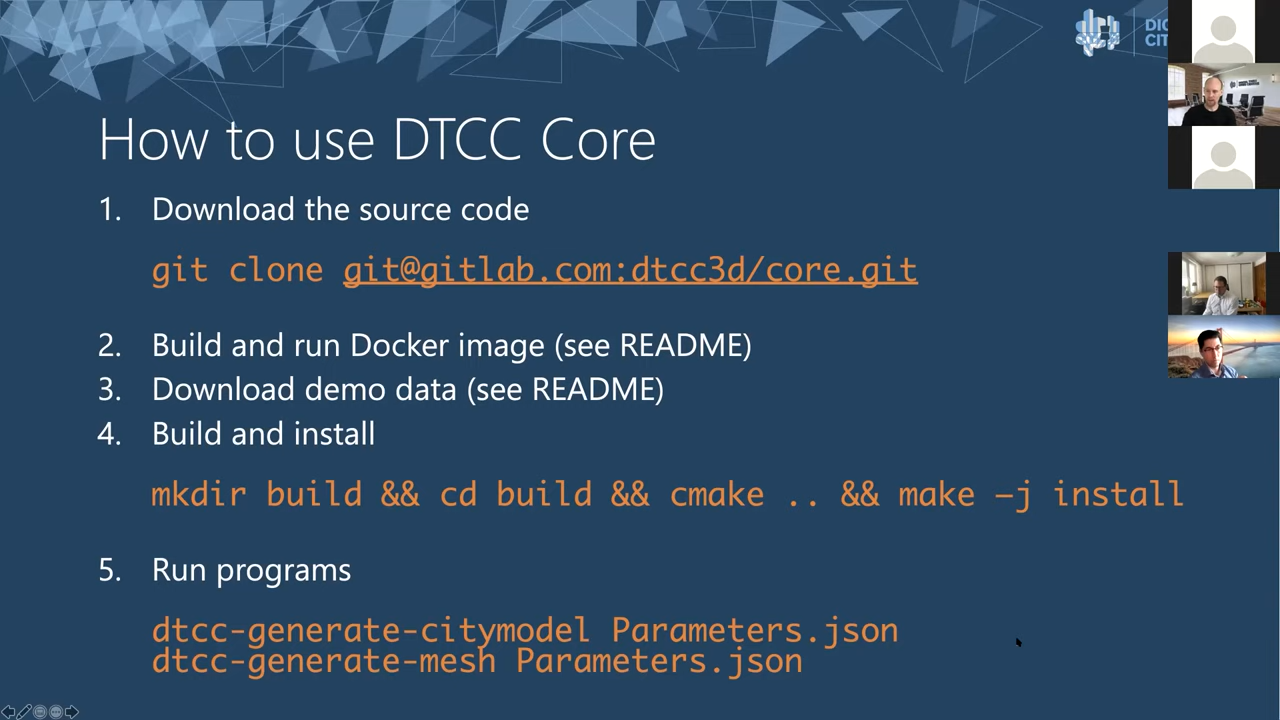 How to use DTCC Core
1. Download the source code
git clone git@gitlab.com:dtcc3d/core.git
2. Build and run Docker image (see README)
3. Download demo data (see README)
4. Build and install
mkdir build && cd build && cmake .. && make –j install
5. Run programs
dtcc-generate-citymodel Parameters.json
dtcc-generate-mesh Parameters.json